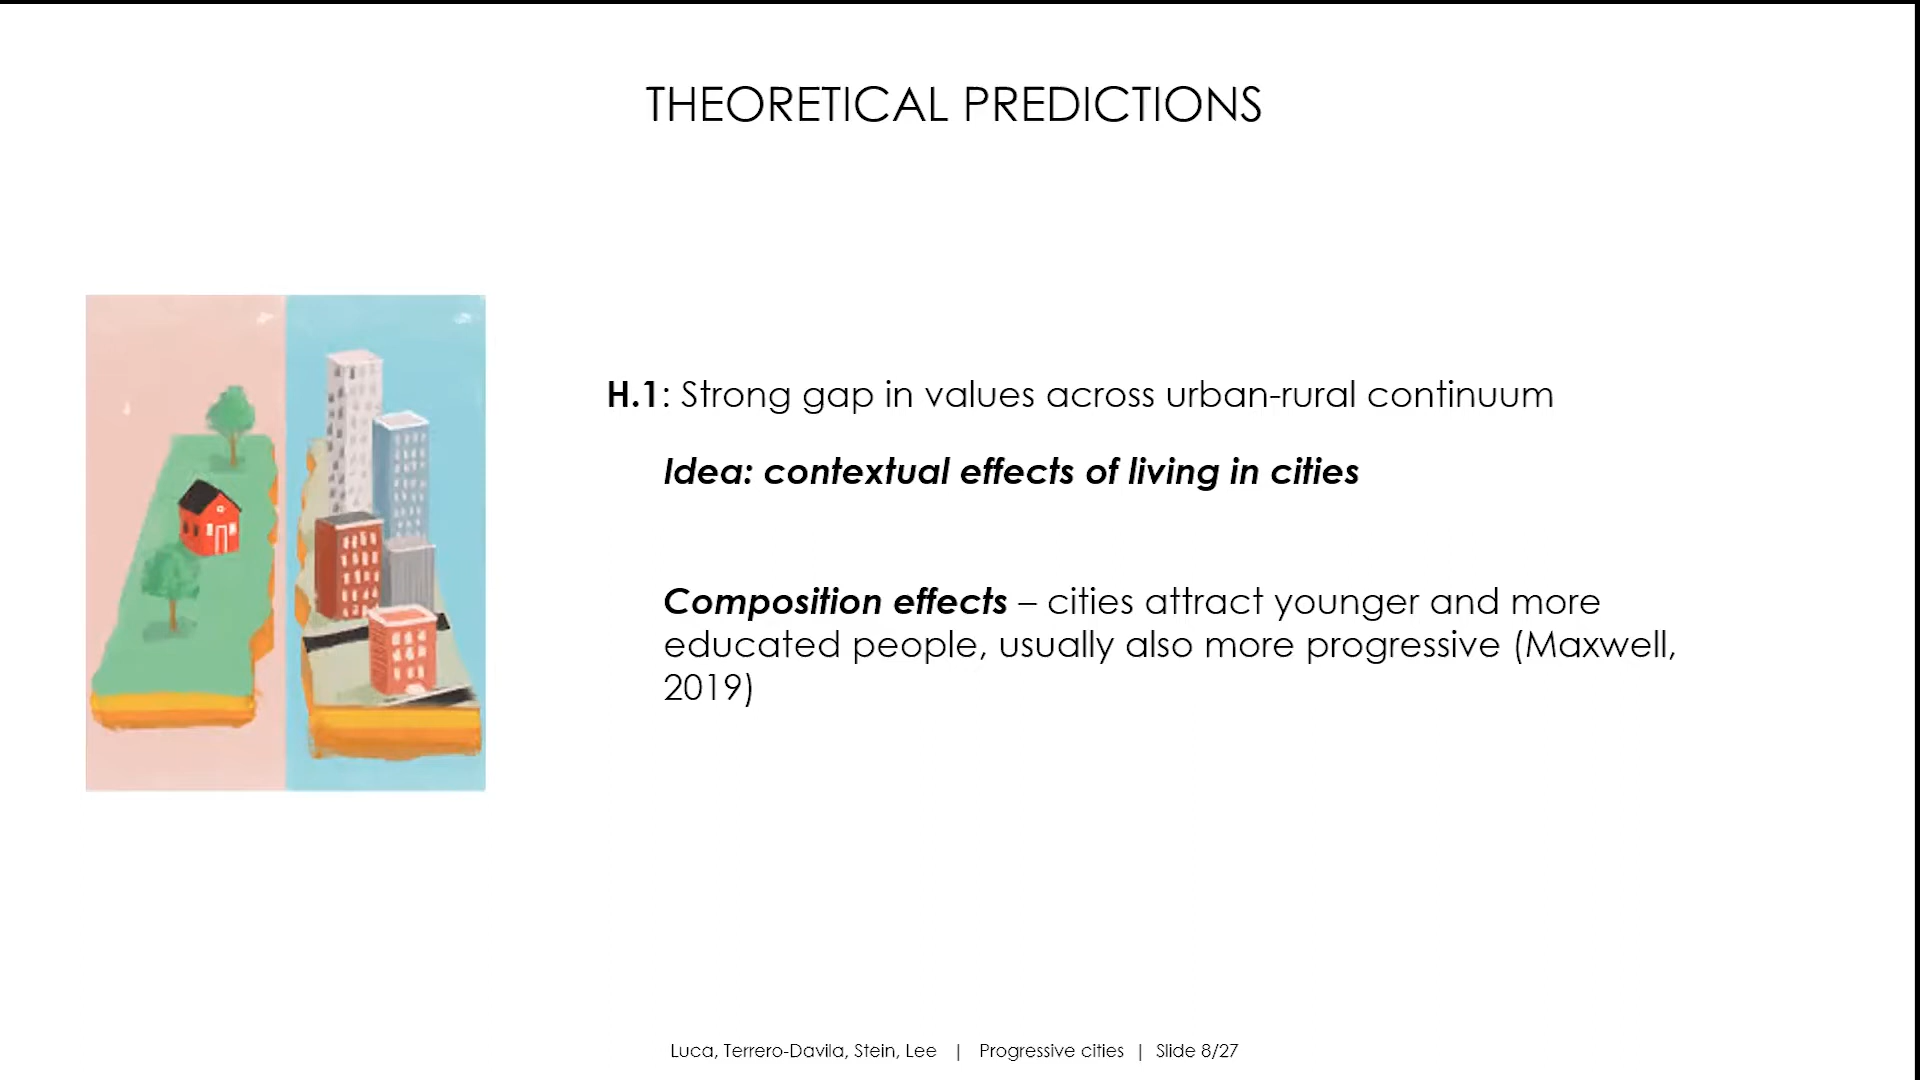 THEORETICAL PREDICTIONS
H.1: Strong gap in values across urban-rural continuum
Idea: contextual effects of living in cities
Composition effects – cities attract younger and more
educated people, usually also more progressive (Maxwell,
2019)
Luca, Terrero-Davila, Stein, Lee | Progressive cities | Slide 8/27